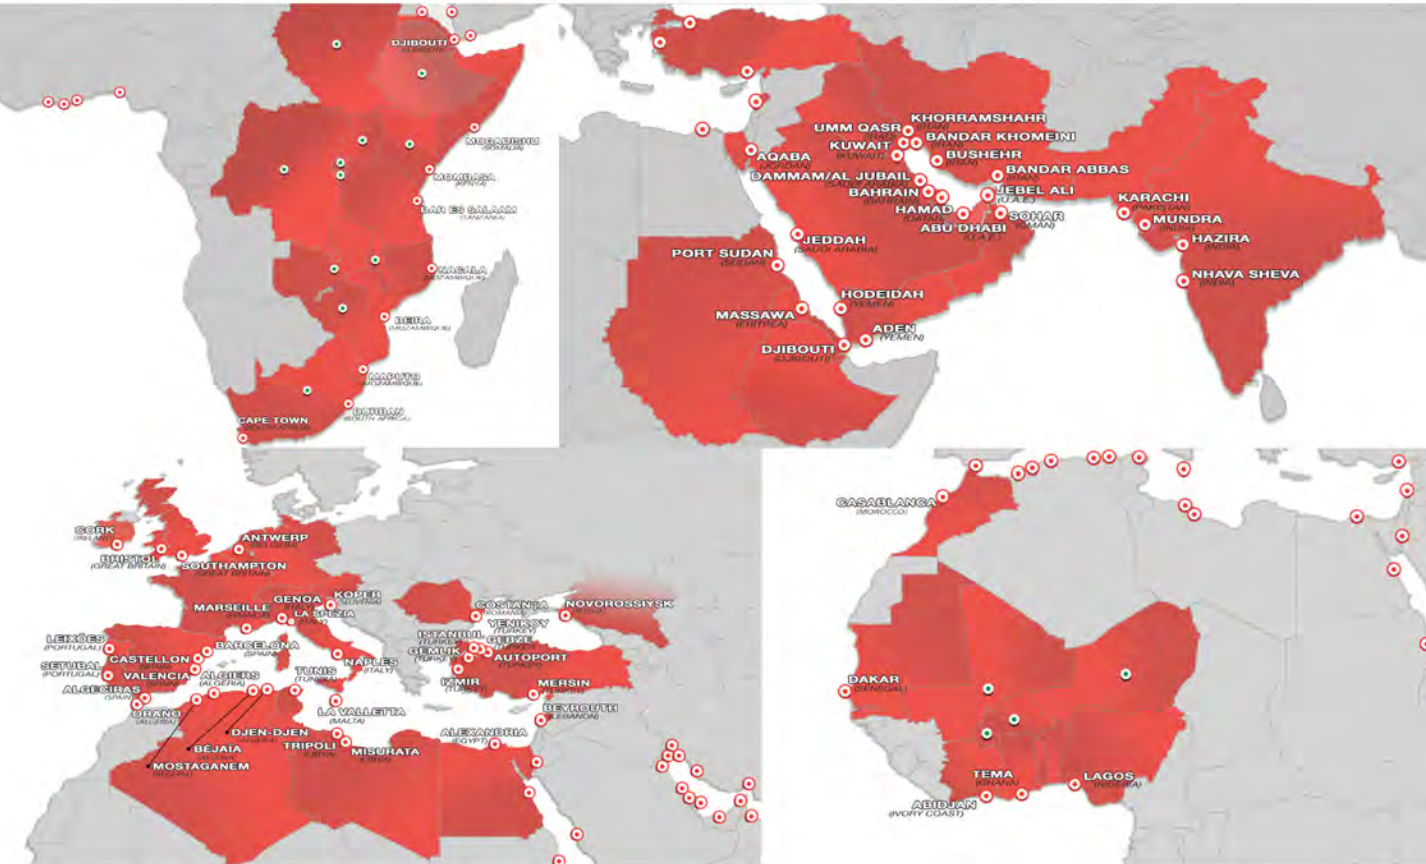 DJIBOUTI
(DJIBOUTI)
MOGADISHU
(SOMALIA)
MOMBASA
(KENYA)
DAR ES SALAAM
(TANZANIA)
NACALA
(MOZAMBIQUE)
BEIRA
(MOZAMBIQUE)
MAPUTO
(MOZAMBIQUE)
DURBAN
(SOUTH AFRICA)
CAPE TOWN
(SOUTH AFRICA)
KHORRAMSHAHR
(IRAN)
UMM QASR
(IRAQ)
BANDAR KHOMEINI
(IRAN)
KUWAIT
(KUWAIT)
BUSHEHR
(IRAN)
AQABA
(JORDAN)
BANDAR ABBAS
(IRAN)
DAMMAM/AL JUBAIL
(SAUDI ARABIA)
BAHRAIN
(BAHRAIN)
JEBEL ALI
(U.A.E.)
HAMAD
(QATAR)
SOHAR
(OMAN)
ABU DHABI
(U.A.E.)
KARACHI
(PAKISTAN)
MUNDRA
(INDIA)
HAZIRA
(INDIA)
NHAVA SHEVA
(INDIA)
JEDDAH
(SAUDI ARABIA)
PORT SUDAN
(SUDAN)
HODEIDAH
(YEMEN)
MASSAWA
(ERITREA)
ADEN
(YEMEN)
DJIBOUTI
(DJIBOUTI)
CORK
(IRELAND)
BRISTOL
(GREAT BRITAIN)
SOUTHAMPTON
(GREAT BRITAIN)
ANTWERP
(BELGIUM)
GENOA
(ITALY)
KOPER
(SLOVENIA)
MARSEILLE
(FRANCE)
LA SPEZIA
(ITALY)
COSTANTA
(ROMANIA)
NOVOROSSIYSK
YENIKOY
(TURKEY)
ISTANBUL
(TURKEY)
GEBZE
(TURKEY)
GEMLIK
(TURKEY)
AUTOPORT
(TURKEY)
LEIXÕES
(PORTUGAL)
BARCELONA
(SPAIN)
CASTELLON
(SPAIN)
SETUBAL
(PORTUGAL)
VALENCIA
(SPAIN)
ALGIERS
(ALGERIA)
TUNIS
(TUNISIA)
NAPLES
(ITALY)
IZMIR
(TURKEY)
MERSIN
(TURKEY)
ALGECIRAS
(SPAIN)
ORANO
(ALGERIA)
LA VALLETTA
(MALTA)
BEYROUTH
(LEBANON)
DJEN-DJEN
(ALGERIA)
ALEXANDRIA
(EGYPT)
BÉJAIA
(ALGERIA)
TRIPOLI
(LIBYA)
MISURATA
(LIBYA)
MOSTAGANEM
(ALGERIA)
CASABLANCA
(MOROCCO)
DAKAR
(SENEGAL)
TEMA
(GHANA)
LAGOS
(NIGERIA)
ABIDJAN
(IVORY COAST)